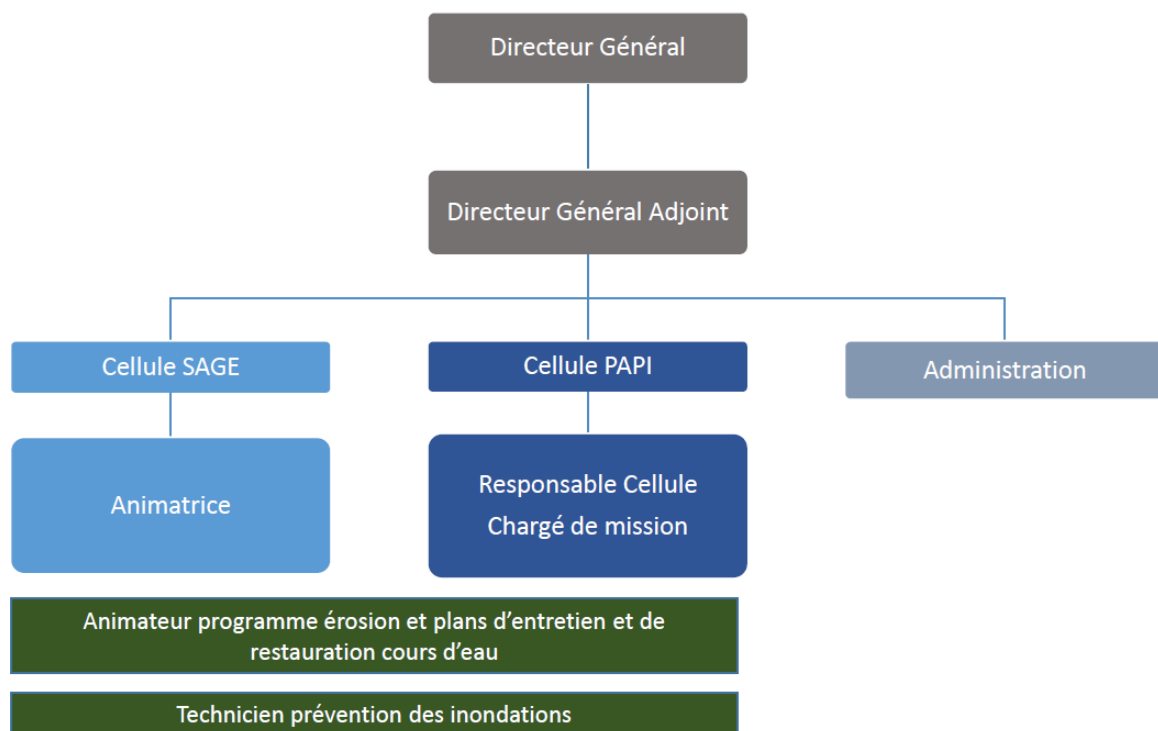 Directeur Général
Directeur Général Adjoint
Cellule SAGE
Cellule PAPI
Administration
Animatrice
Responsable Cellule
Chargé de mission
Animateur programme érosion et plans d’entretien et de
restauration cours d’eau
Technicien prévention des inondations